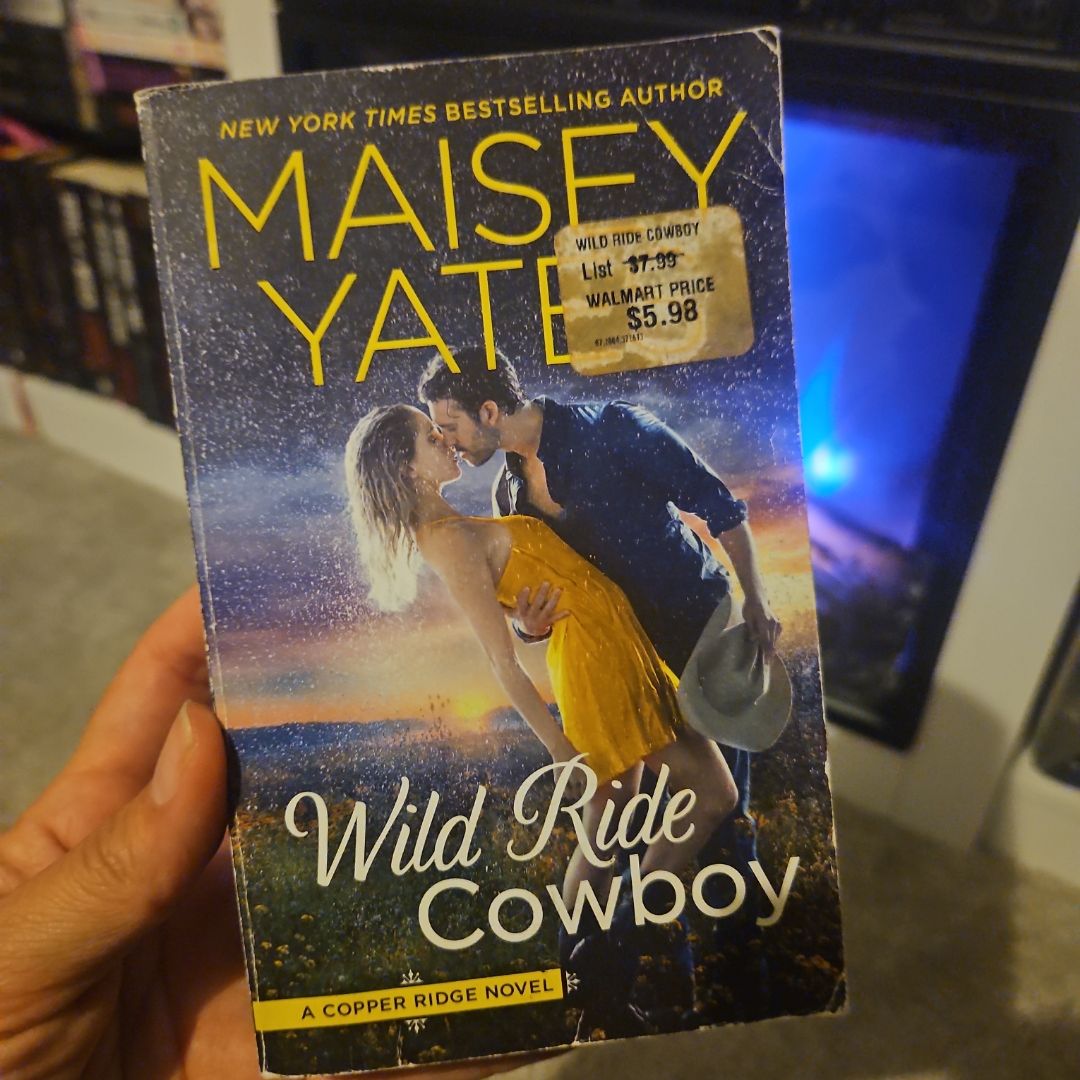 NEW YORK TIMES BESTSELLING AUTHOR
MAISEY
YATE
WILD RIDE COWBOY
List $7.99
WALMART PRICE
$5.98
Wild Ride
Cowboy
A COPPER RIDGE NOVEL